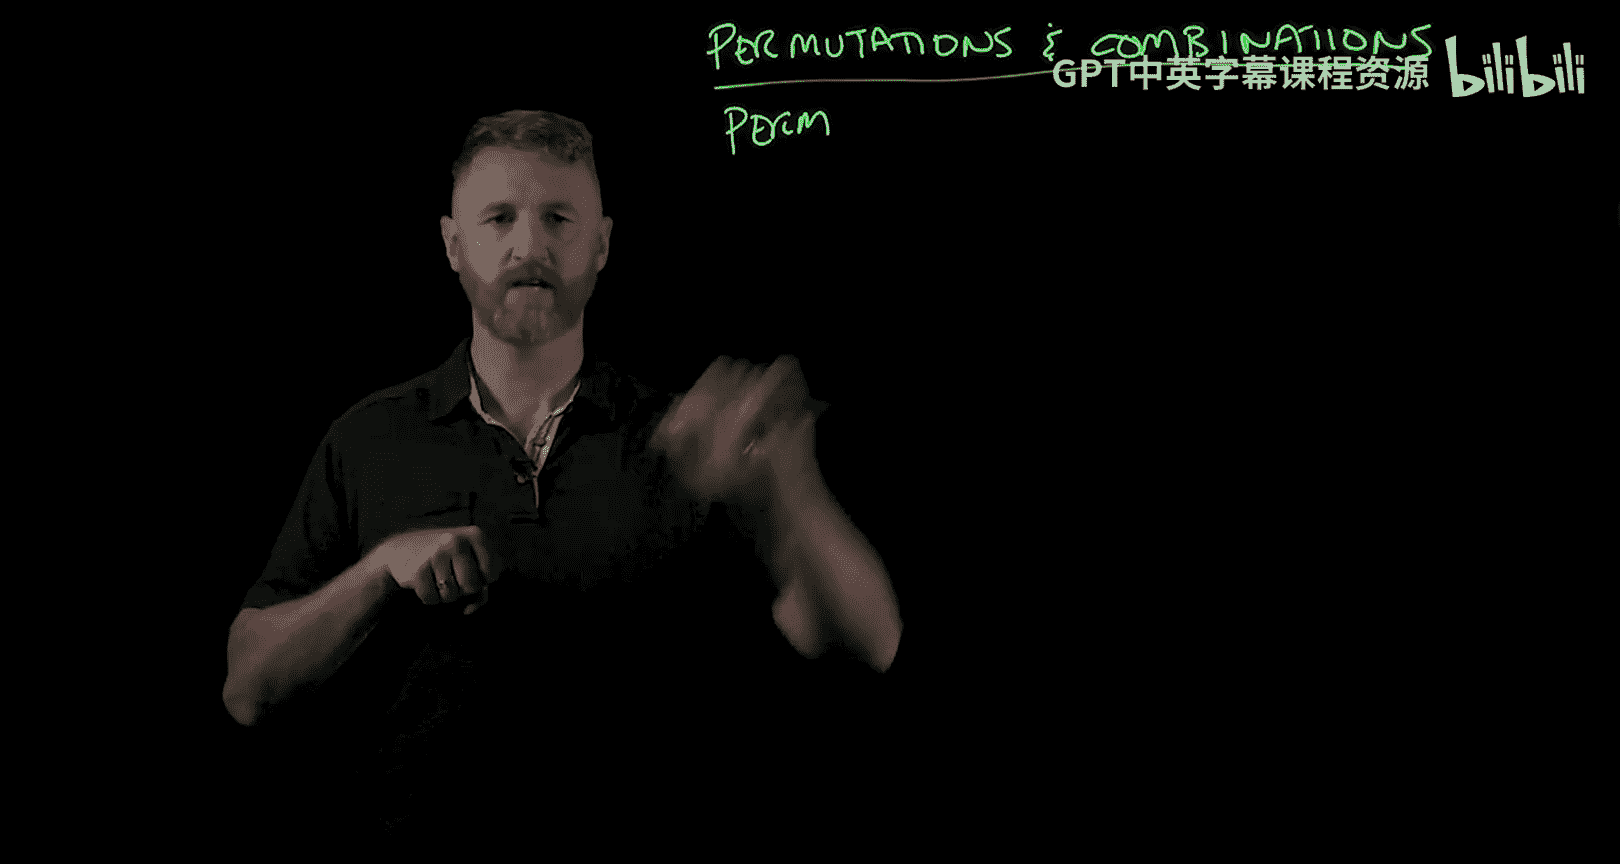 PERMUTATIONS & COMBINATIONS
GPT中英字幕课程资源 bilibili
Perm